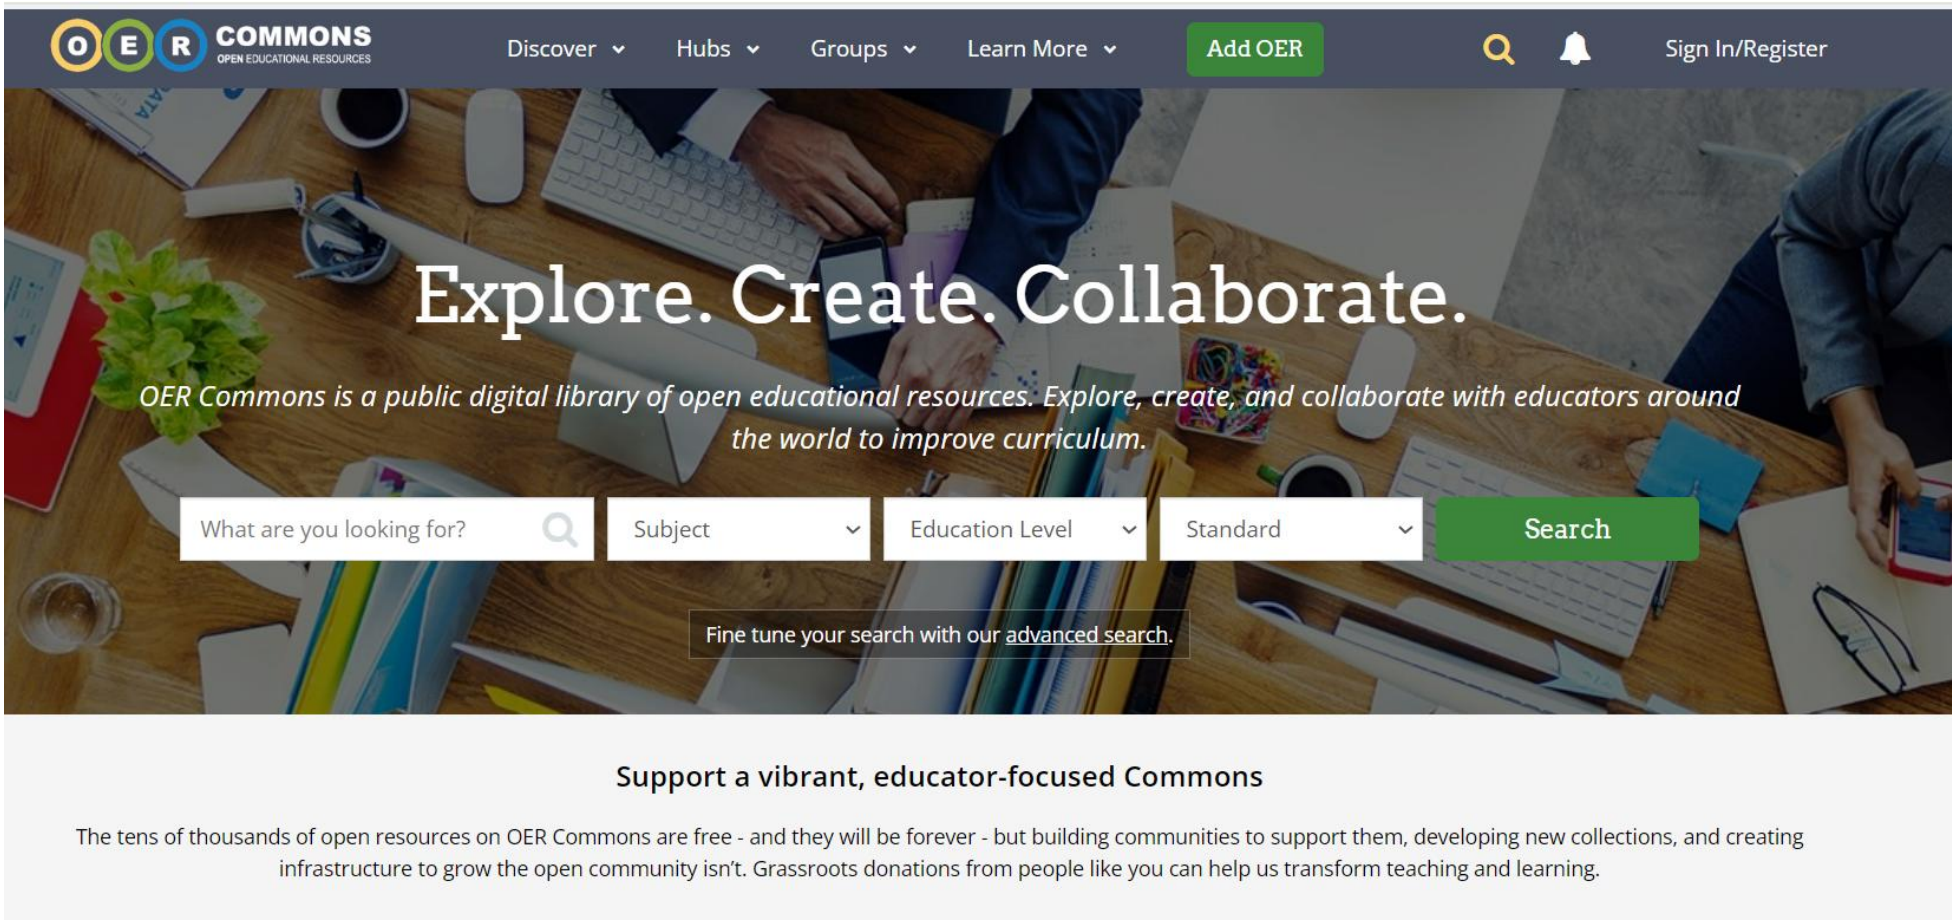 O E R COMMONS
OPEN EDUCATIONAL RESOURCES
Discover Hubs Groups Learn More Add OER Sign In/Register
DATA
Explore. Create. Collaborate.
OER Commons is a public digital library of open educational resources. Explore, create, and collaborate with educators around
the world to improve curriculum.
What are you looking for? Subject Education Level Standard Search
Fine tune your search with our advanced search.
Support a vibrant, educator-focused Commons
The tens of thousands of open resources on OER Commons are free - and they will be forever - but building communities to support them, developing new collections, and creating
infrastructure to grow the open community isn't. Grassroots donations from people like you can help us transform teaching and learning.